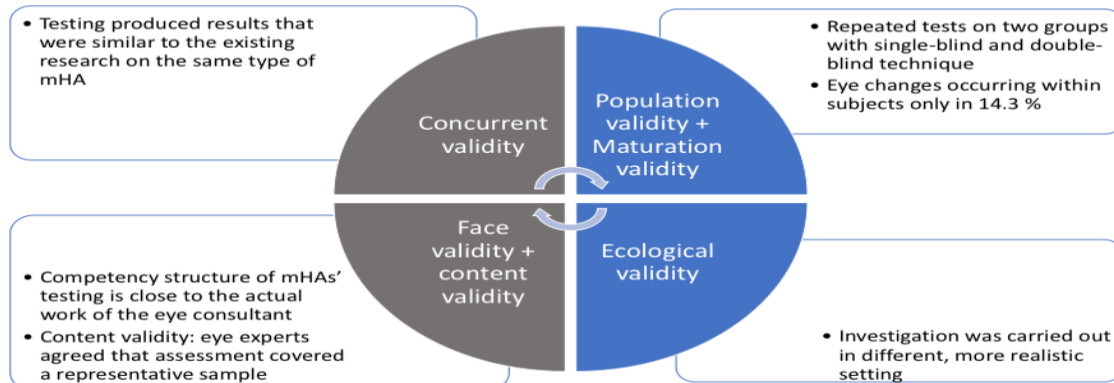 • Testing produced results that
were similar to the existing
research on the same type of
mHA
Concurrent
validity
Population
validity +
Maturation
validity
• Repeated tests on two groups
with single-blind and double-
blind technique
• Eye changes occurring within
subjects only in 14.3 %
• Competency structure of mHAs'
testing is close to the actual
work of the eye consultant
• Content validity: eye experts
agreed that assessment covered
a representative sample
Face
validity +
content
validity
Ecological
validity
• Investigation was carried out
in different, more realistic
setting